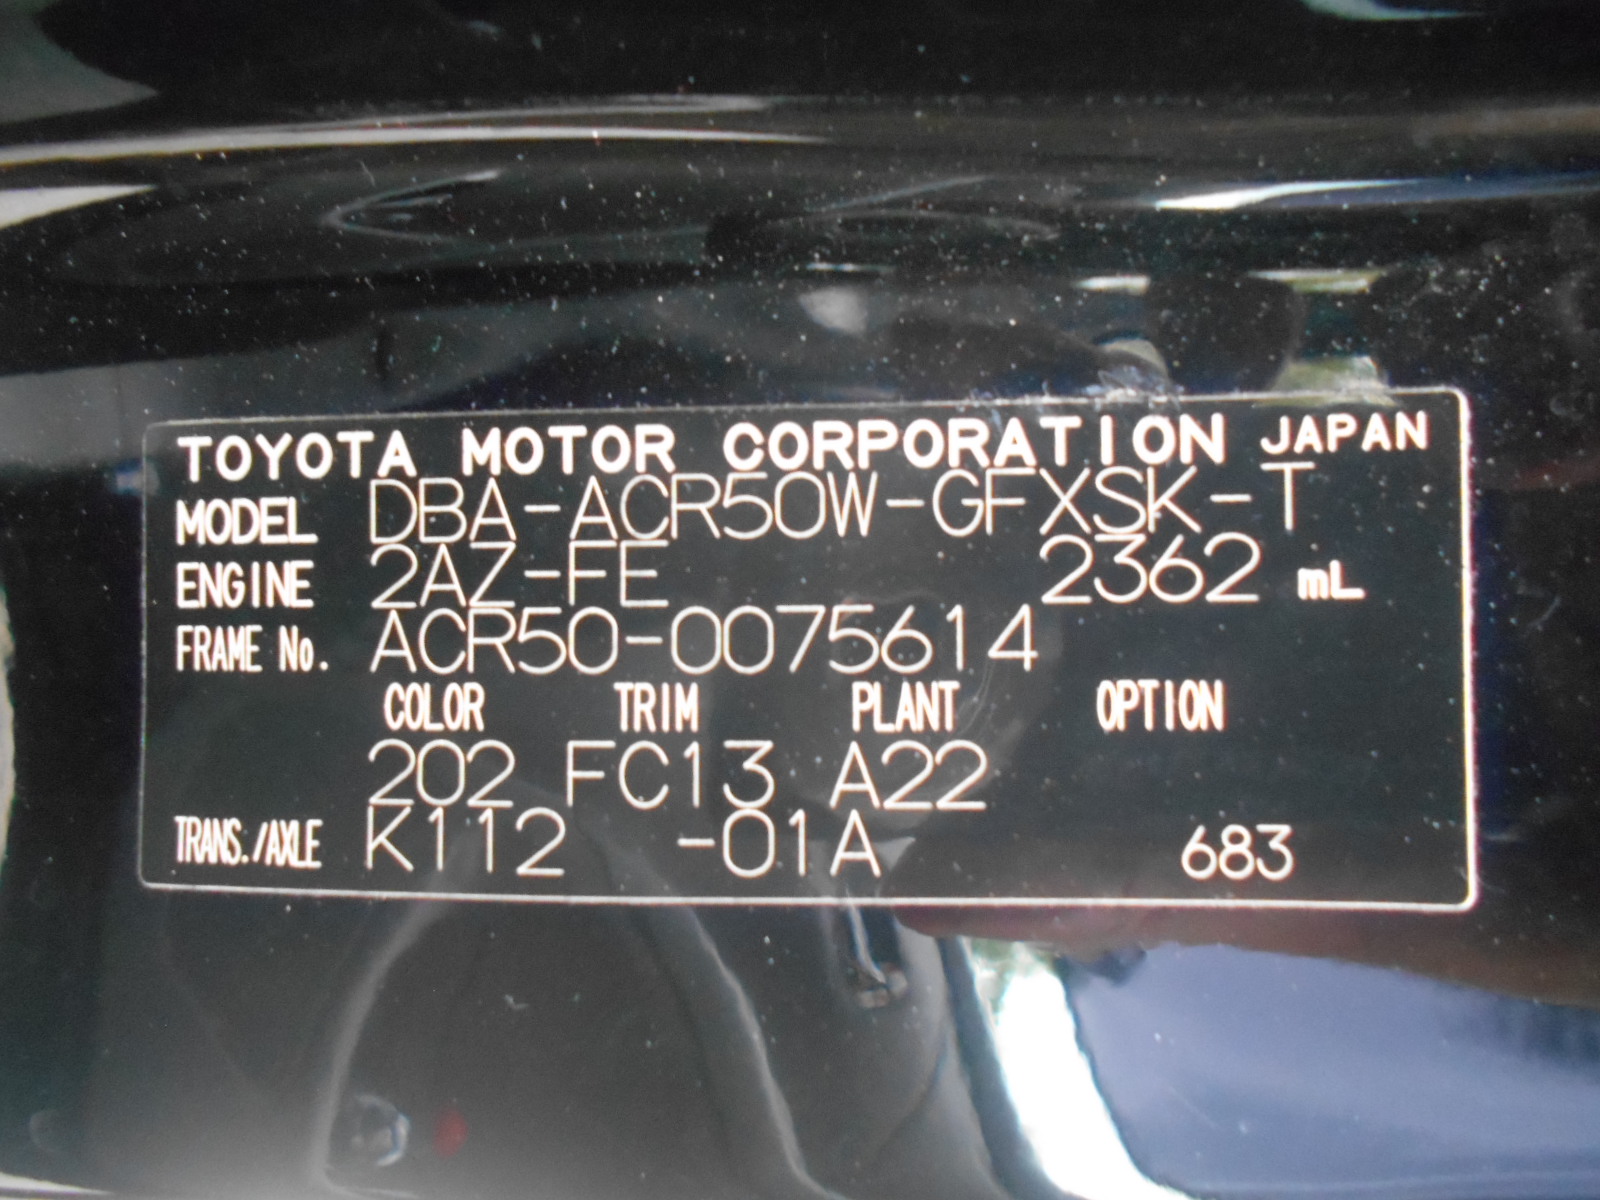 TOYOTA MOTOR CORPORATION JAPAN
MODEL DBA-ACR50W-GFXSK-T
ENGINE 2AZ-FE 2362 mL
FRAME No. ACR50-0075614
COLOR TRIM PLANT OPTION
202 FC13 A22
TRANS./AXLE K112 -01A 683